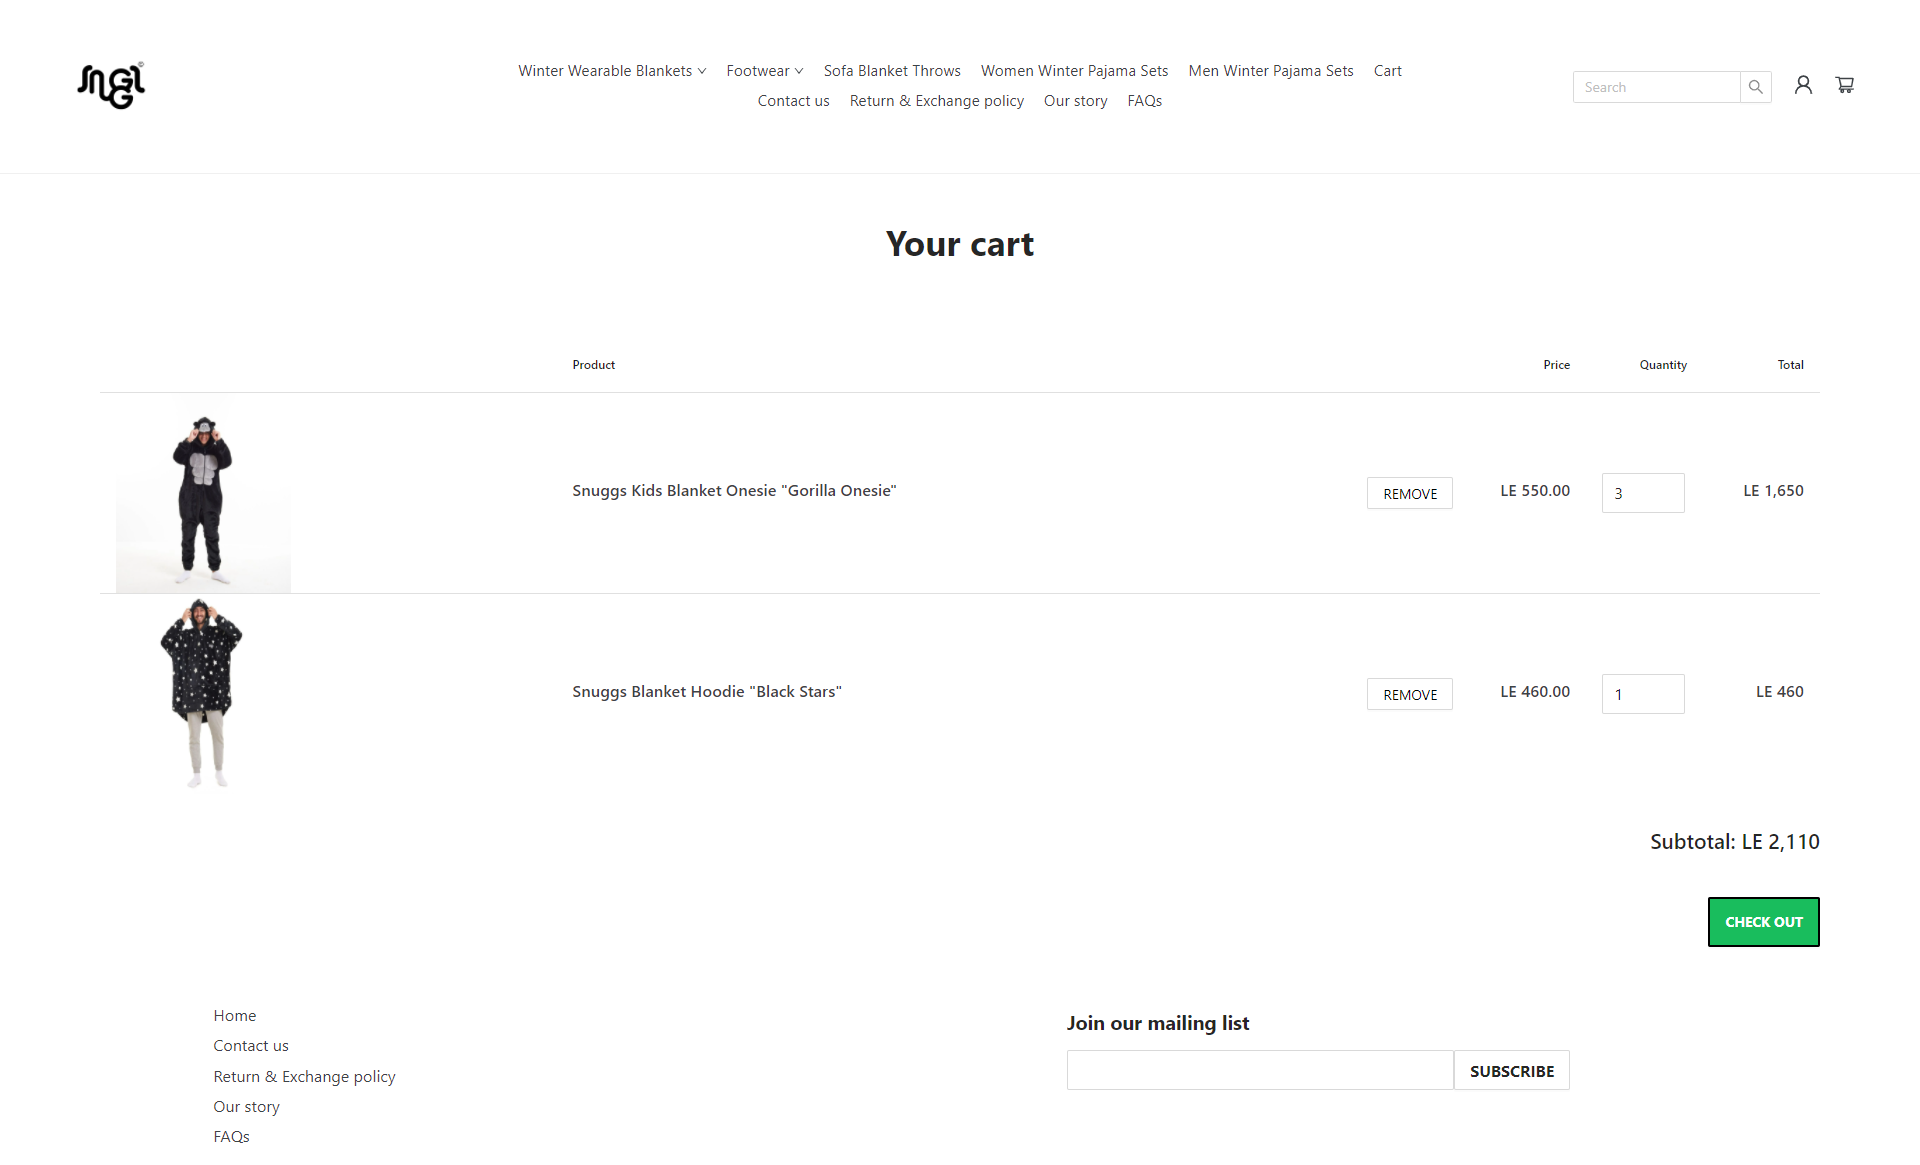 SNGGL©
Winter Wearable Blankets Footwear Sofa Blanket Throws Women Winter Pajama Sets Men Winter Pajama Sets Cart
Contact us Return & Exchange policy Our story FAQs
Search
Your cart
Product Price Quantity Total
Snuggs Kids Blanket Onesie "Gorilla Onesie" REMOVE LE 550.00 3 LE 1,650
Snuggs Blanket Hoodie "Black Stars" REMOVE LE 460.00 1 LE 460
Subtotal: LE 2,110
CHECK OUT
Home
Contact us
Return & Exchange policy
Our story
FAQs
Join our mailing list
SUBSCRIBE